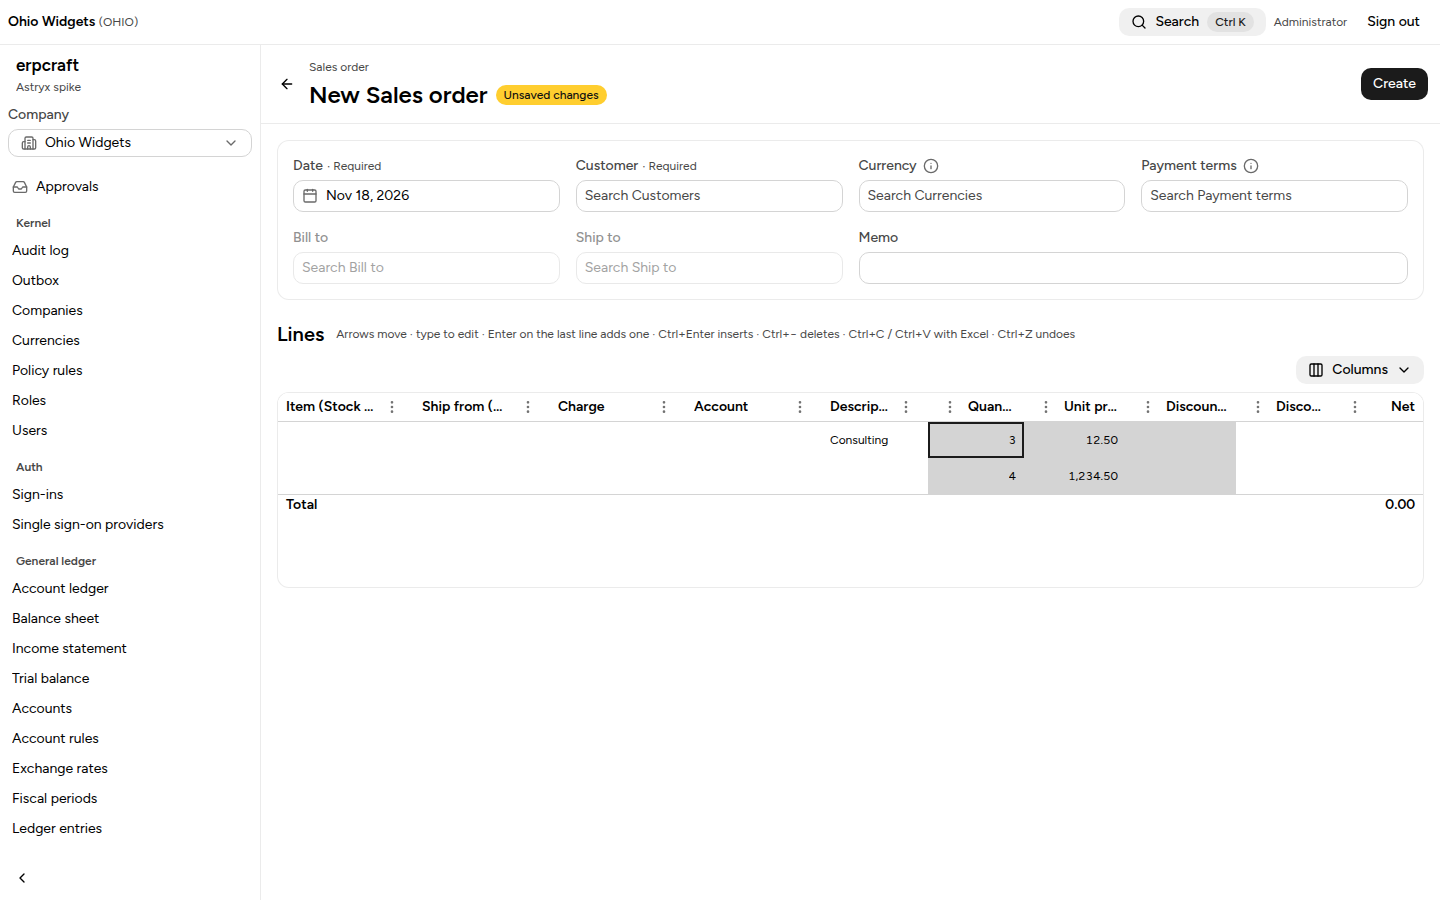 Ohio Widgets (OHIO)
Search Ctrl K Administrator Sign out
erpcraft
Astryx spike
Company
Ohio Widgets
Approvals
Kernel
Audit log
Outbox
Companies
Currencies
Policy rules
Roles
Users
Auth
Sign-ins
Single sign-on providers
General ledger
Account ledger
Balance sheet
Income statement
Trial balance
Accounts
Account rules
Exchange rates
Fiscal periods
Ledger entries
Sales order
New Sales order Unsaved changes
Create
Date · Required Customer · Required Currency Payment terms
Nov 18, 2026 Search Customers Search Currencies Search Payment terms
Bill to Ship to Memo
Search Bill to Search Ship to
Lines Arrows move · type to edit · Enter on the last line adds one · Ctrl+Enter inserts · Ctrl+− deletes · Ctrl+C / Ctrl+V with Excel · Ctrl+Z undoes
Columns
Item (Stock ... Ship from (... Charge Account Descrip... Quan... Unit pr... Discoun... Disco... Net
Consulting 3 12.50
4 1,234.50
Total 0.00